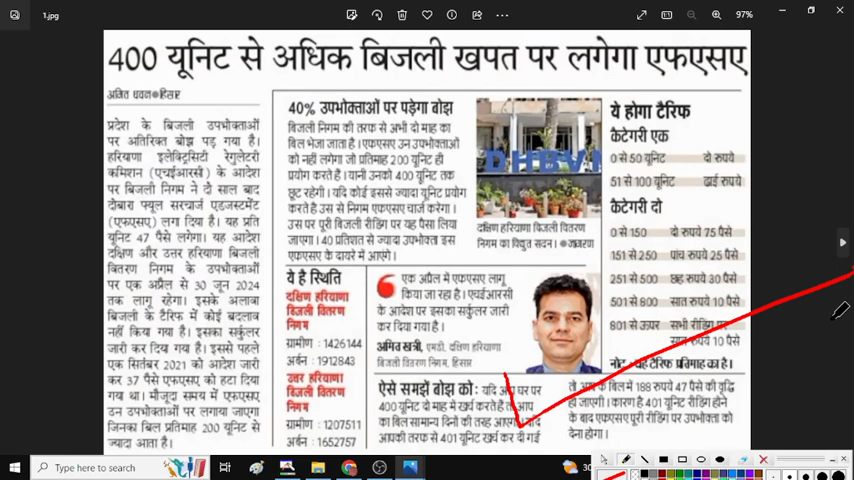 1.jpg
97%
400 यूनिट से अधिक बिजली खपत पर लगेगा एफएसए
अमित धवन●हिसार
प्रदेश के बिजली उपभोक्ताओं
पर अतिरिक्त बोझ पड़ गया है।
हरियाणा इलेक्ट्रिसिटी रेगुलेटरी
कमिशन (एचईआरसी) के आदेश
पर बिजली निगम ने दो साल बाद
दोबारा फ्यूल सरचार्ज एडजस्टमेंट
(एफएसए) लगा दिया है। यह प्रति
यूनिट 47 पैसे लगेगा। यह आदेश
दक्षिण और उत्तर हरियाणा बिजली
वितरण निगम के उपभोक्ताओं
पर एक अप्रैल से 30 जून 2024
तक लागू रहेगा। इसके अलावा
बिजली के टैरिफ में कोई बदलाव
नहीं किया गया है। इसका सर्कुलर
जारी कर दिया गया है। इससे पहले
एक सितंबर 2021 को आदेश जारी
कर 37 पैसे एफएसए को हटा दिया
गया था। मौजूदा समय में एफएसए
उन उपभोक्ताओं पर लगाया जाएगा
जिनका बिल प्रतिमाह 200 यूनिट से
ज्यादा आता है।
40% उपभोक्ताओं पर पड़ेगा बोझ
बिजली निगम की तरफ से अभी दो माह का
बिल भेजा जाता है। एफएसए उन उपभोक्ताओं
को नहीं लगेगा जो प्रतिमाह 200 यूनिट ही
प्रयोग करते है। यानी उनको 400 यूनिट तक
छूट रहेगी। यदि कोई इससे ज्यादा यूनिट प्रयोग
करते है उस से निगम एफएसए चार्ज करेगा।
उस पर पूरी बिजली रीडिंग पर यह पैसा लिया
जाएगा। 40 प्रतिशत से ज्यादा उपभोक्ता इस
एफएसए के दायरे में आएंगे।
DHBVN
दक्षिण हरियाणा बिजली वितरण
निगम का विद्युत सदन। ● जागरण
ये है स्थिति
दक्षिण हरियाणा
बिजली वितरण
निगम
ग्रामीण : 1426144
अर्बन : 1912843
उत्तर हरियाणा
बिजली वितरण
निगम
ग्रामीण : 1207511
अर्बन : 1652757
एक अप्रैल में एफएसए लागू
किया जा रहा है। एचईआरसी
के आदेश पर इसका सर्कुलर जारी
कर दिया गया है।
अमित खत्री, एमडी, दक्षिण हरियाणा
बिजली वितरण निगम, हिसार
ऐसे समझें बोझ को: यदि आप घर पर
400 यूनिट दो माह में खर्च करते है तो आप
का बिल सामान्य दिनों की तरह आएगा। यदि
आपकी तरफ से 401 यूनिट खर्च कर दी गई
तो आप के बिल में 188 रुपये 47 पैसे की वृद्धि
हो जाएगी। कारण है 401 यूनिट रीडिंग होने
के बाद एफएसए पूरी रीडिंग पर उपभोक्ता को
देना होगा।
ये होगा टैरिफ
कैटेगरी एक
0 से 50 यूनिट दो रुपये
51 से 100 यूनिट ढाई रुपये
कैटेगरी दो
0 से 150 दो रुपये 75 पैसे
151 से 250 पांच रुपये 25 पैसे
251 से 500 छह रुपये 30 पैसे
501 से 800 सात रुपये 10 पैसे
801 से ऊपर सभी रीडिंग पर
सात रुपये 10 पैसे
नोट : यह टैरिफ प्रतिमाह का है।
Type here to search